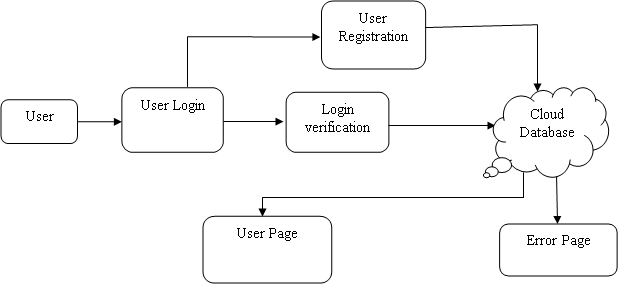 User
Registration
User
User Login
Login
verification
Cloud
Database
User Page
Error Page